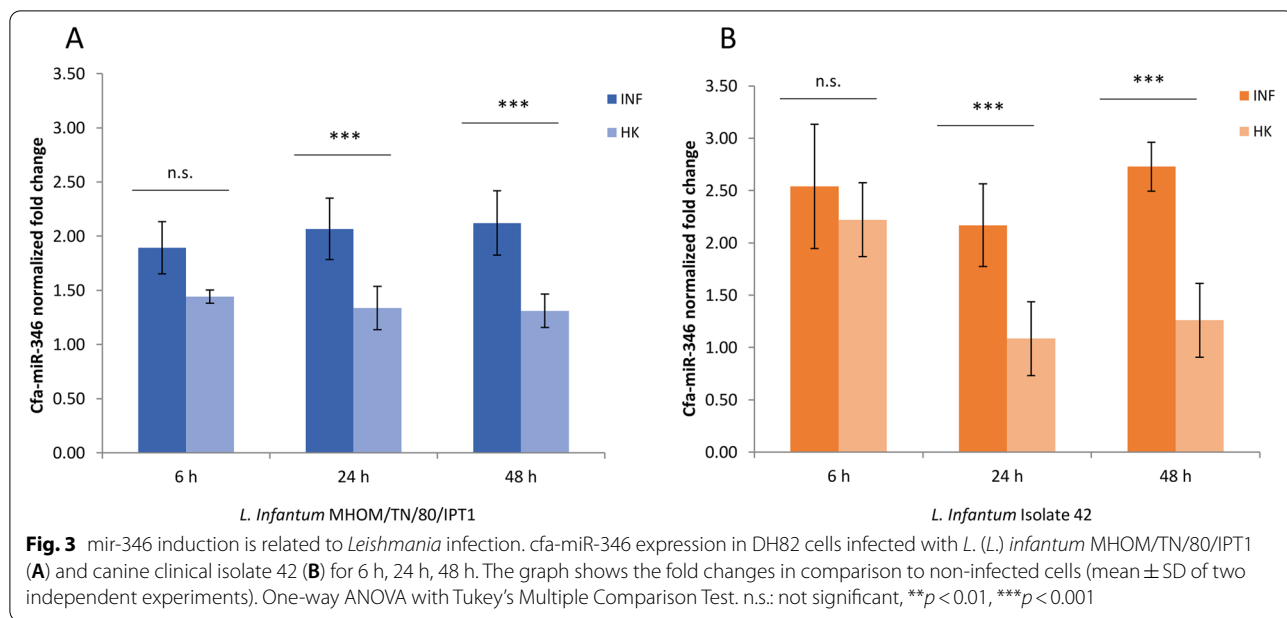 A
3.50
3.00
2.50
2.00
1.50
1.00
0.50
0.00
Cfa-miR-346 normalized fold change
n.s.
***
***
INF
HK
6 h
24 h
48 h
L. Infantum MHOM/TN/80/IPT1
B
3.50
3.00
2.50
2.00
1.50
1.00
0.50
0.00
Cfa-miR-346 normalized fold change
n.s.
***
***
INF
HK
6 h
24 h
48 h
L. Infantum Isolate 42
Fig. 3 mir-346 induction is related to Leishmania infection. cfa-miR-346 expression in DH82 cells infected with L. (L.) infantum MHOM/TN/80/IPT1
(A) and canine clinical isolate 42 (B) for 6 h, 24 h, 48 h. The graph shows the fold changes in comparison to non-infected cells (mean ± SD of two
independent experiments). One-way ANOVA with Tukey's Multiple Comparison Test. n.s.: not significant, **p < 0.01, ***p < 0.001